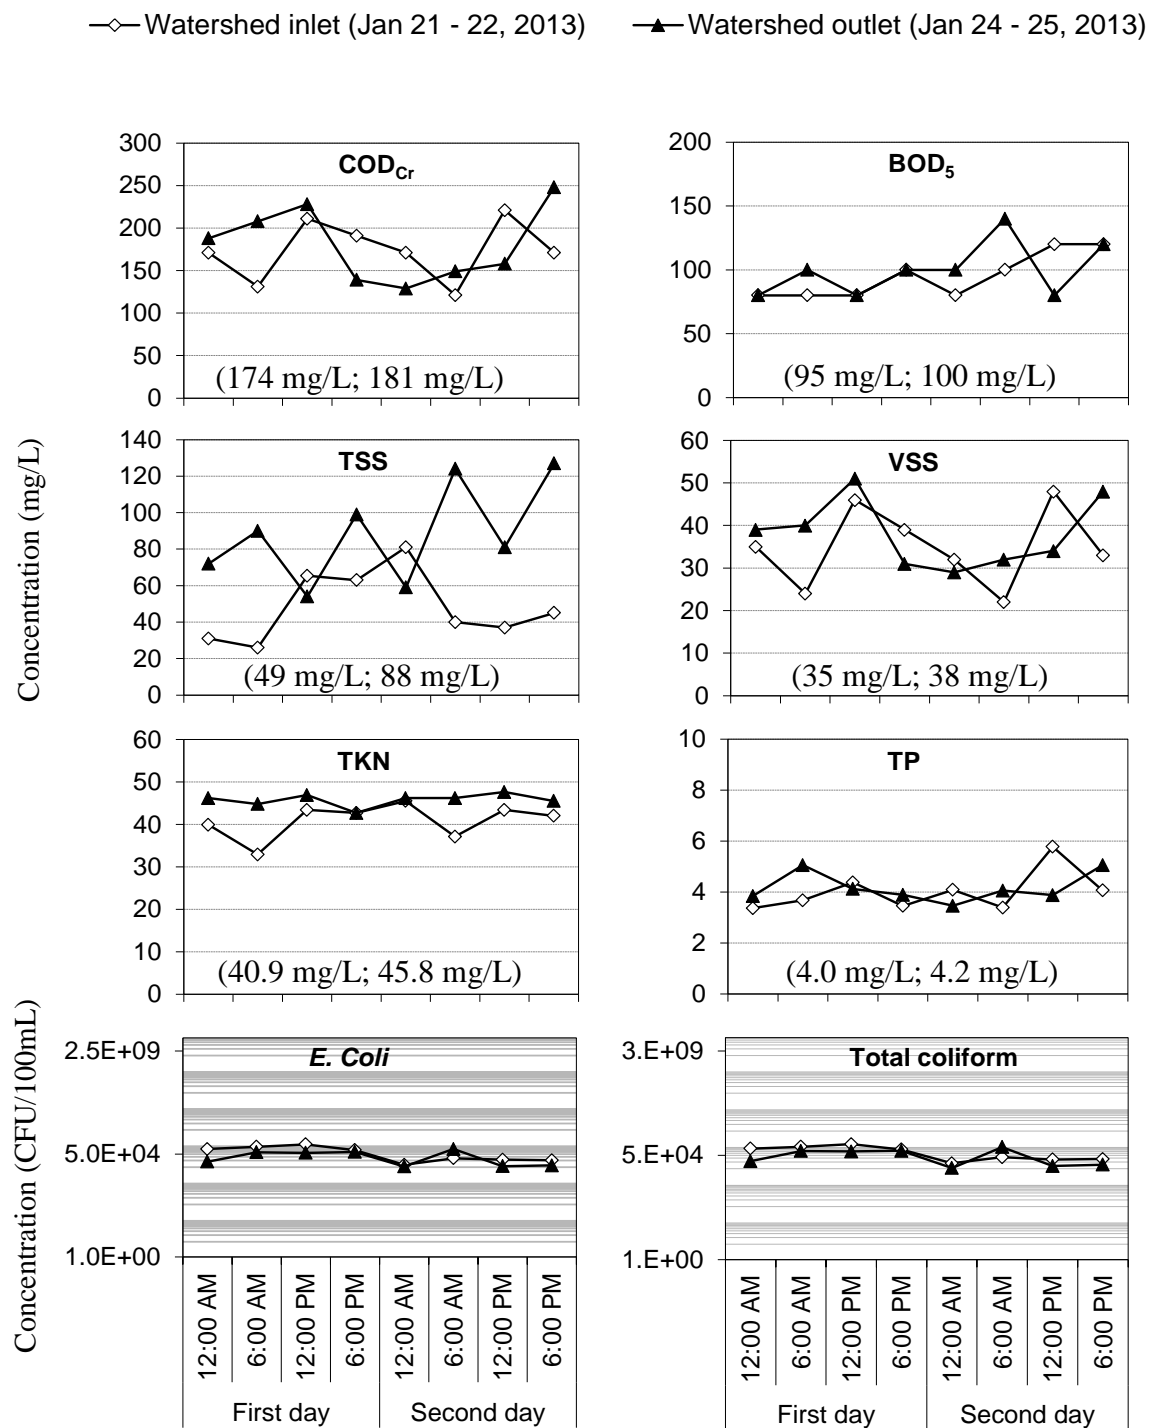 Watershed inlet (Jan 21 - 22, 2013) Watershed outlet (Jan 24 - 25, 2013)
Concentration (mg/L)
COD_Cr
300
250
200
150
100
50
0
(174 mg/L; 181 mg/L)
BOD_5
200
150
100
50
0
(95 mg/L; 100 mg/L)
TSS
140
120
100
80
60
40
20
0
(49 mg/L; 88 mg/L)
VSS
60
50
40
30
20
10
0
(35 mg/L; 38 mg/L)
TKN
60
50
40
30
20
10
0
(40.9 mg/L; 45.8 mg/L)
TP
10
8
6
4
2
0
(4.0 mg/L; 4.2 mg/L)
Concentration (CFU/100mL)
E. Coli
2.5E+09
5.0E+04
1.0E+00
12:00 AM
6:00 AM
12:00 PM
6:00 PM
12:00 AM
6:00 AM
12:00 PM
6:00 PM
First day Second day
Total coliform
3.E+09
5.E+04
1.E+00
12:00 AM
6:00 AM
12:00 PM
6:00 PM
12:00 AM
6:00 AM
12:00 PM
6:00 PM
First day Second day